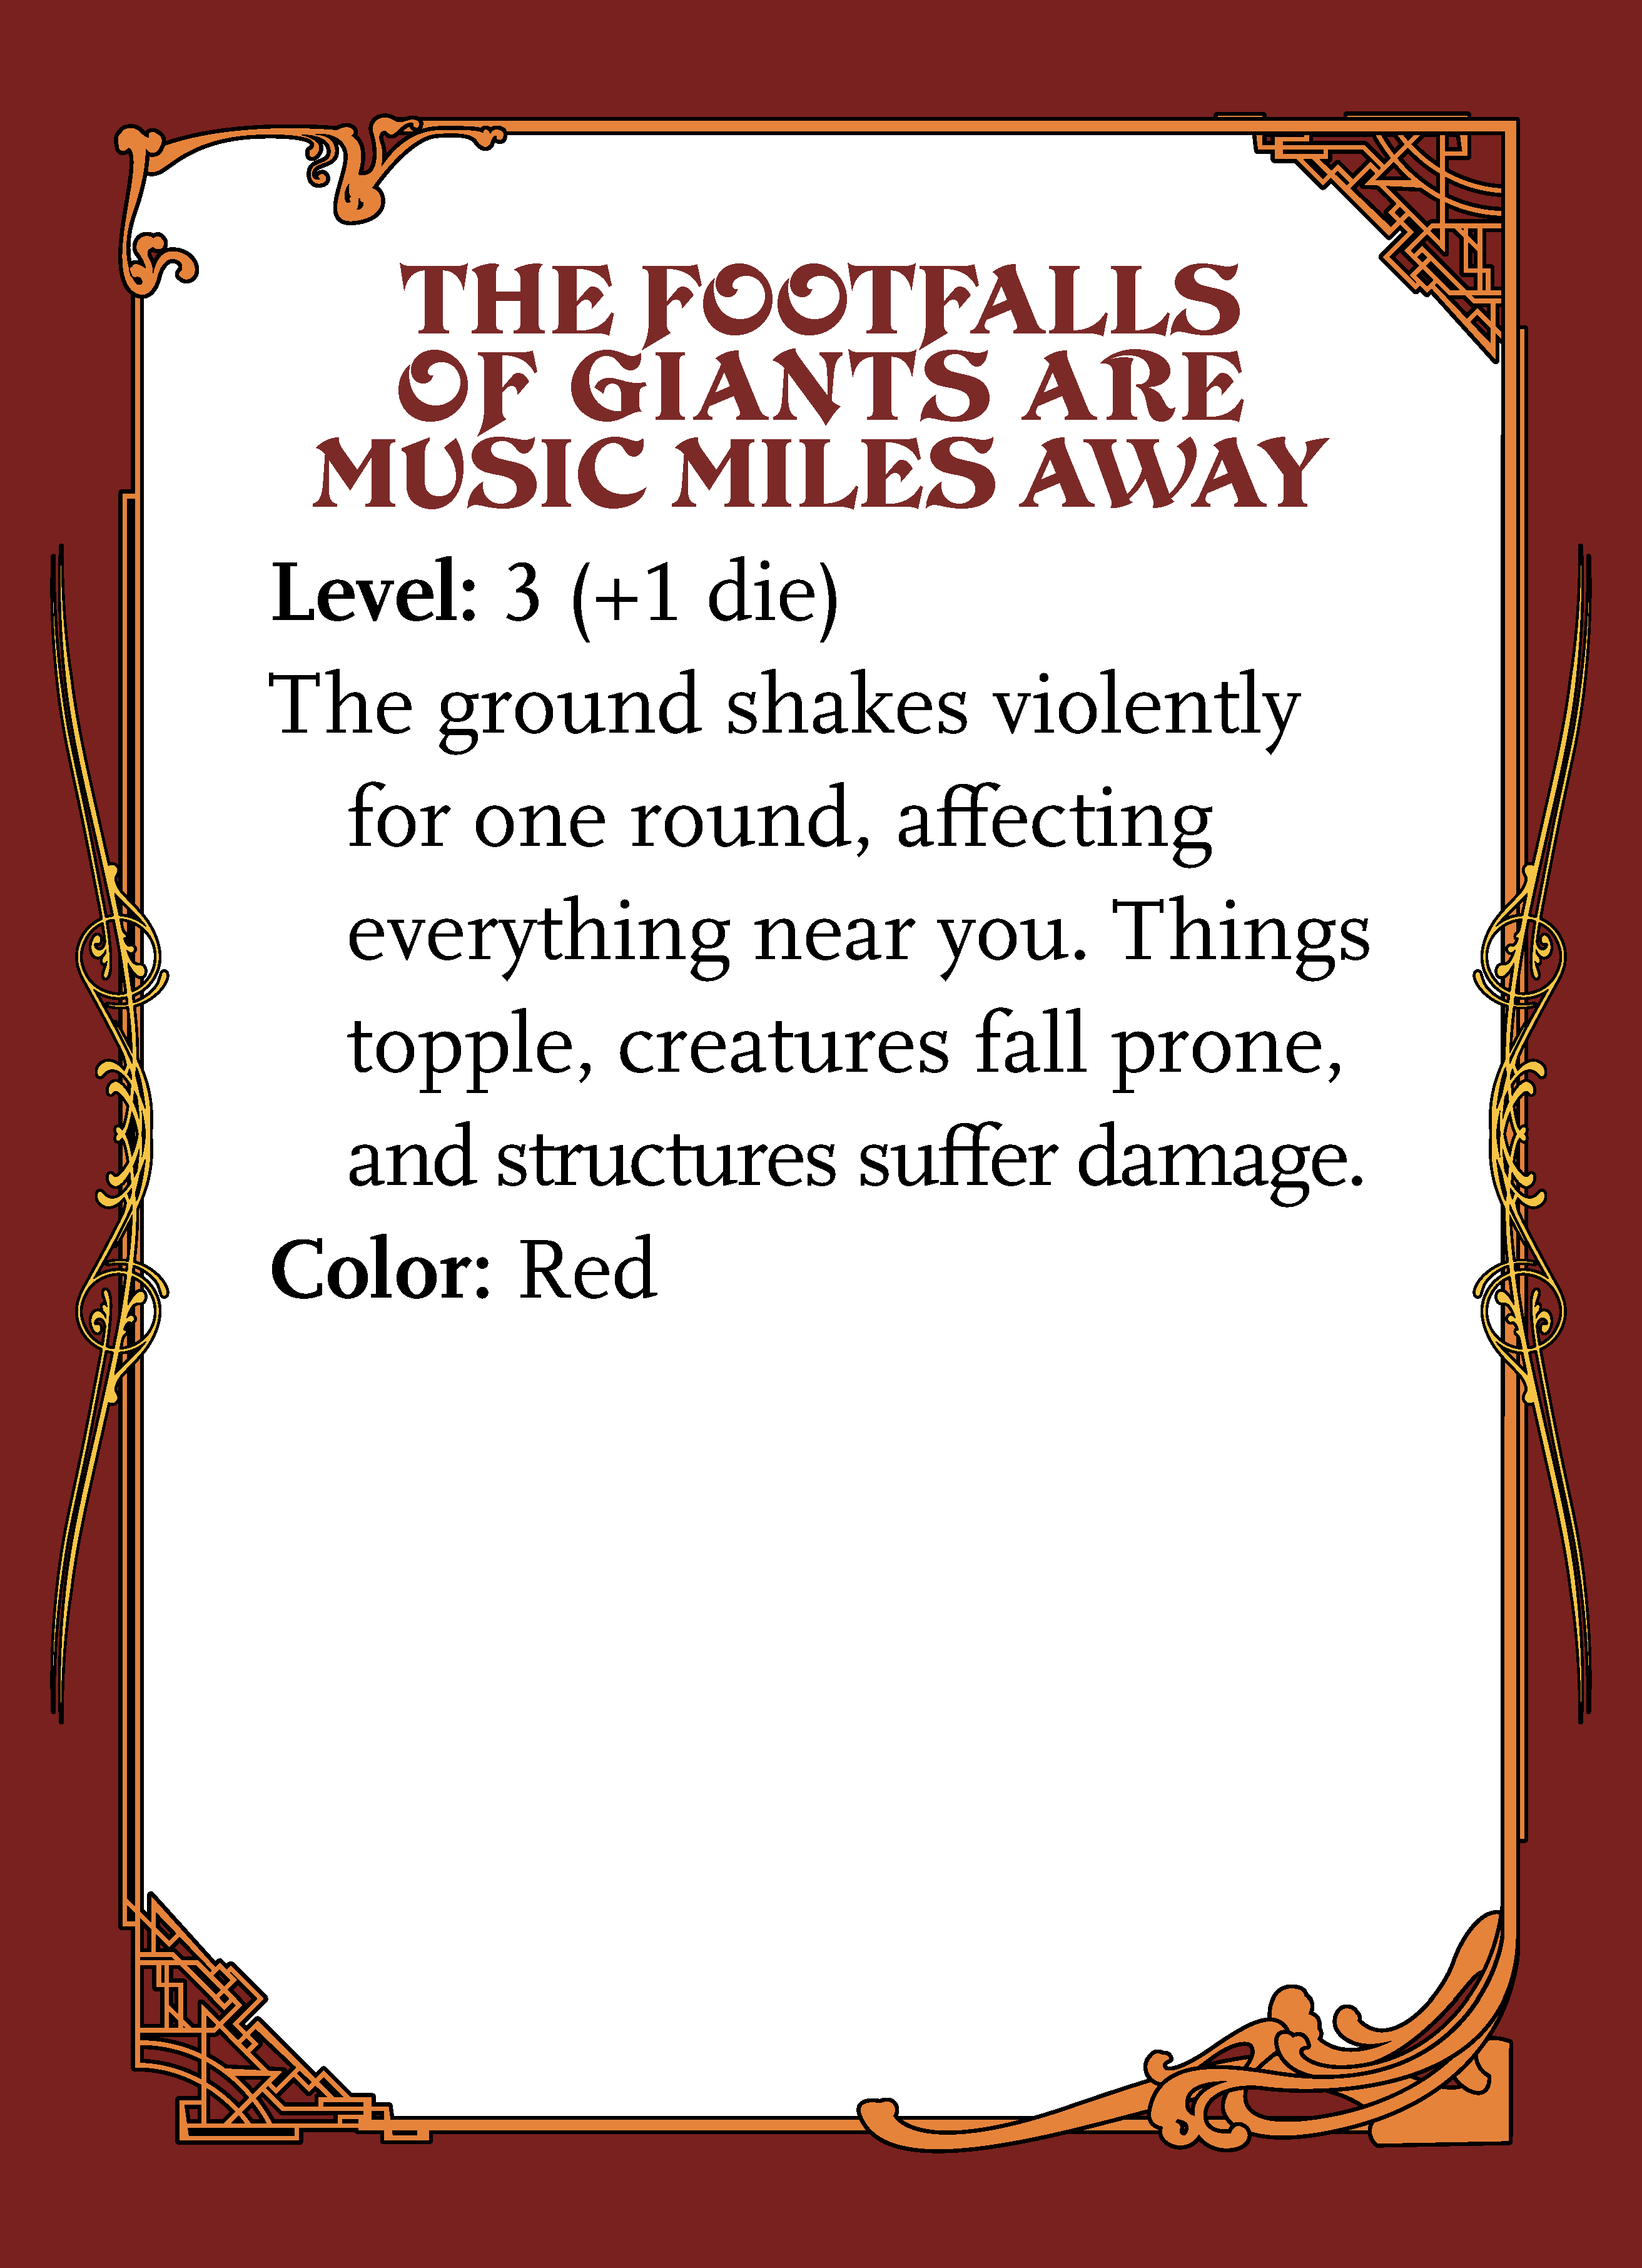 THE FOOTFALLS
OF GIANTS ARE
MUSIC MILES AWAY
Level: 3 (+1 die)
The ground shakes violently
for one round, affecting
everything near you. Things
topple, creatures fall prone,
and structures suffer damage.
Color: Red